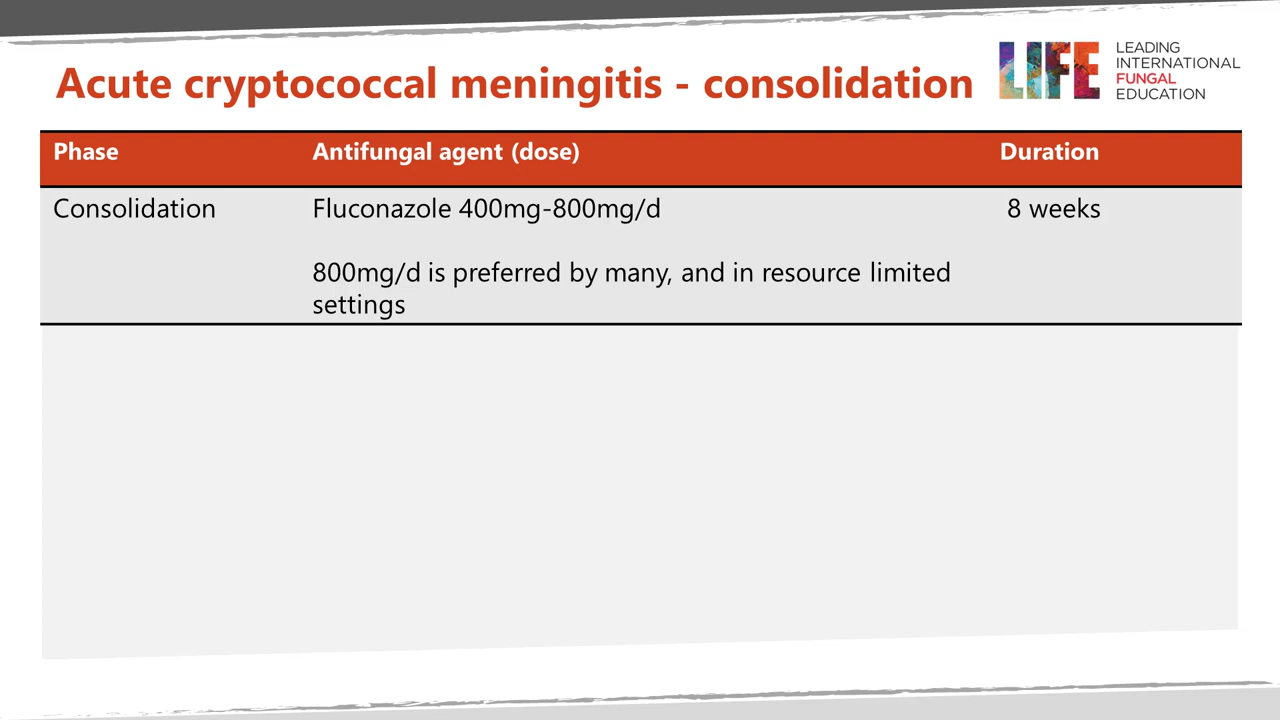 Acute cryptococcal meningitis - consolidation
LIFE
LEADING
INTERNATIONAL
FUNGAL
EDUCATION
Phase Antifungal agent (dose) Duration
Consolidation Fluconazole 400mg-800mg/d 8 weeks
800mg/d is preferred by many, and in resource limited
settings